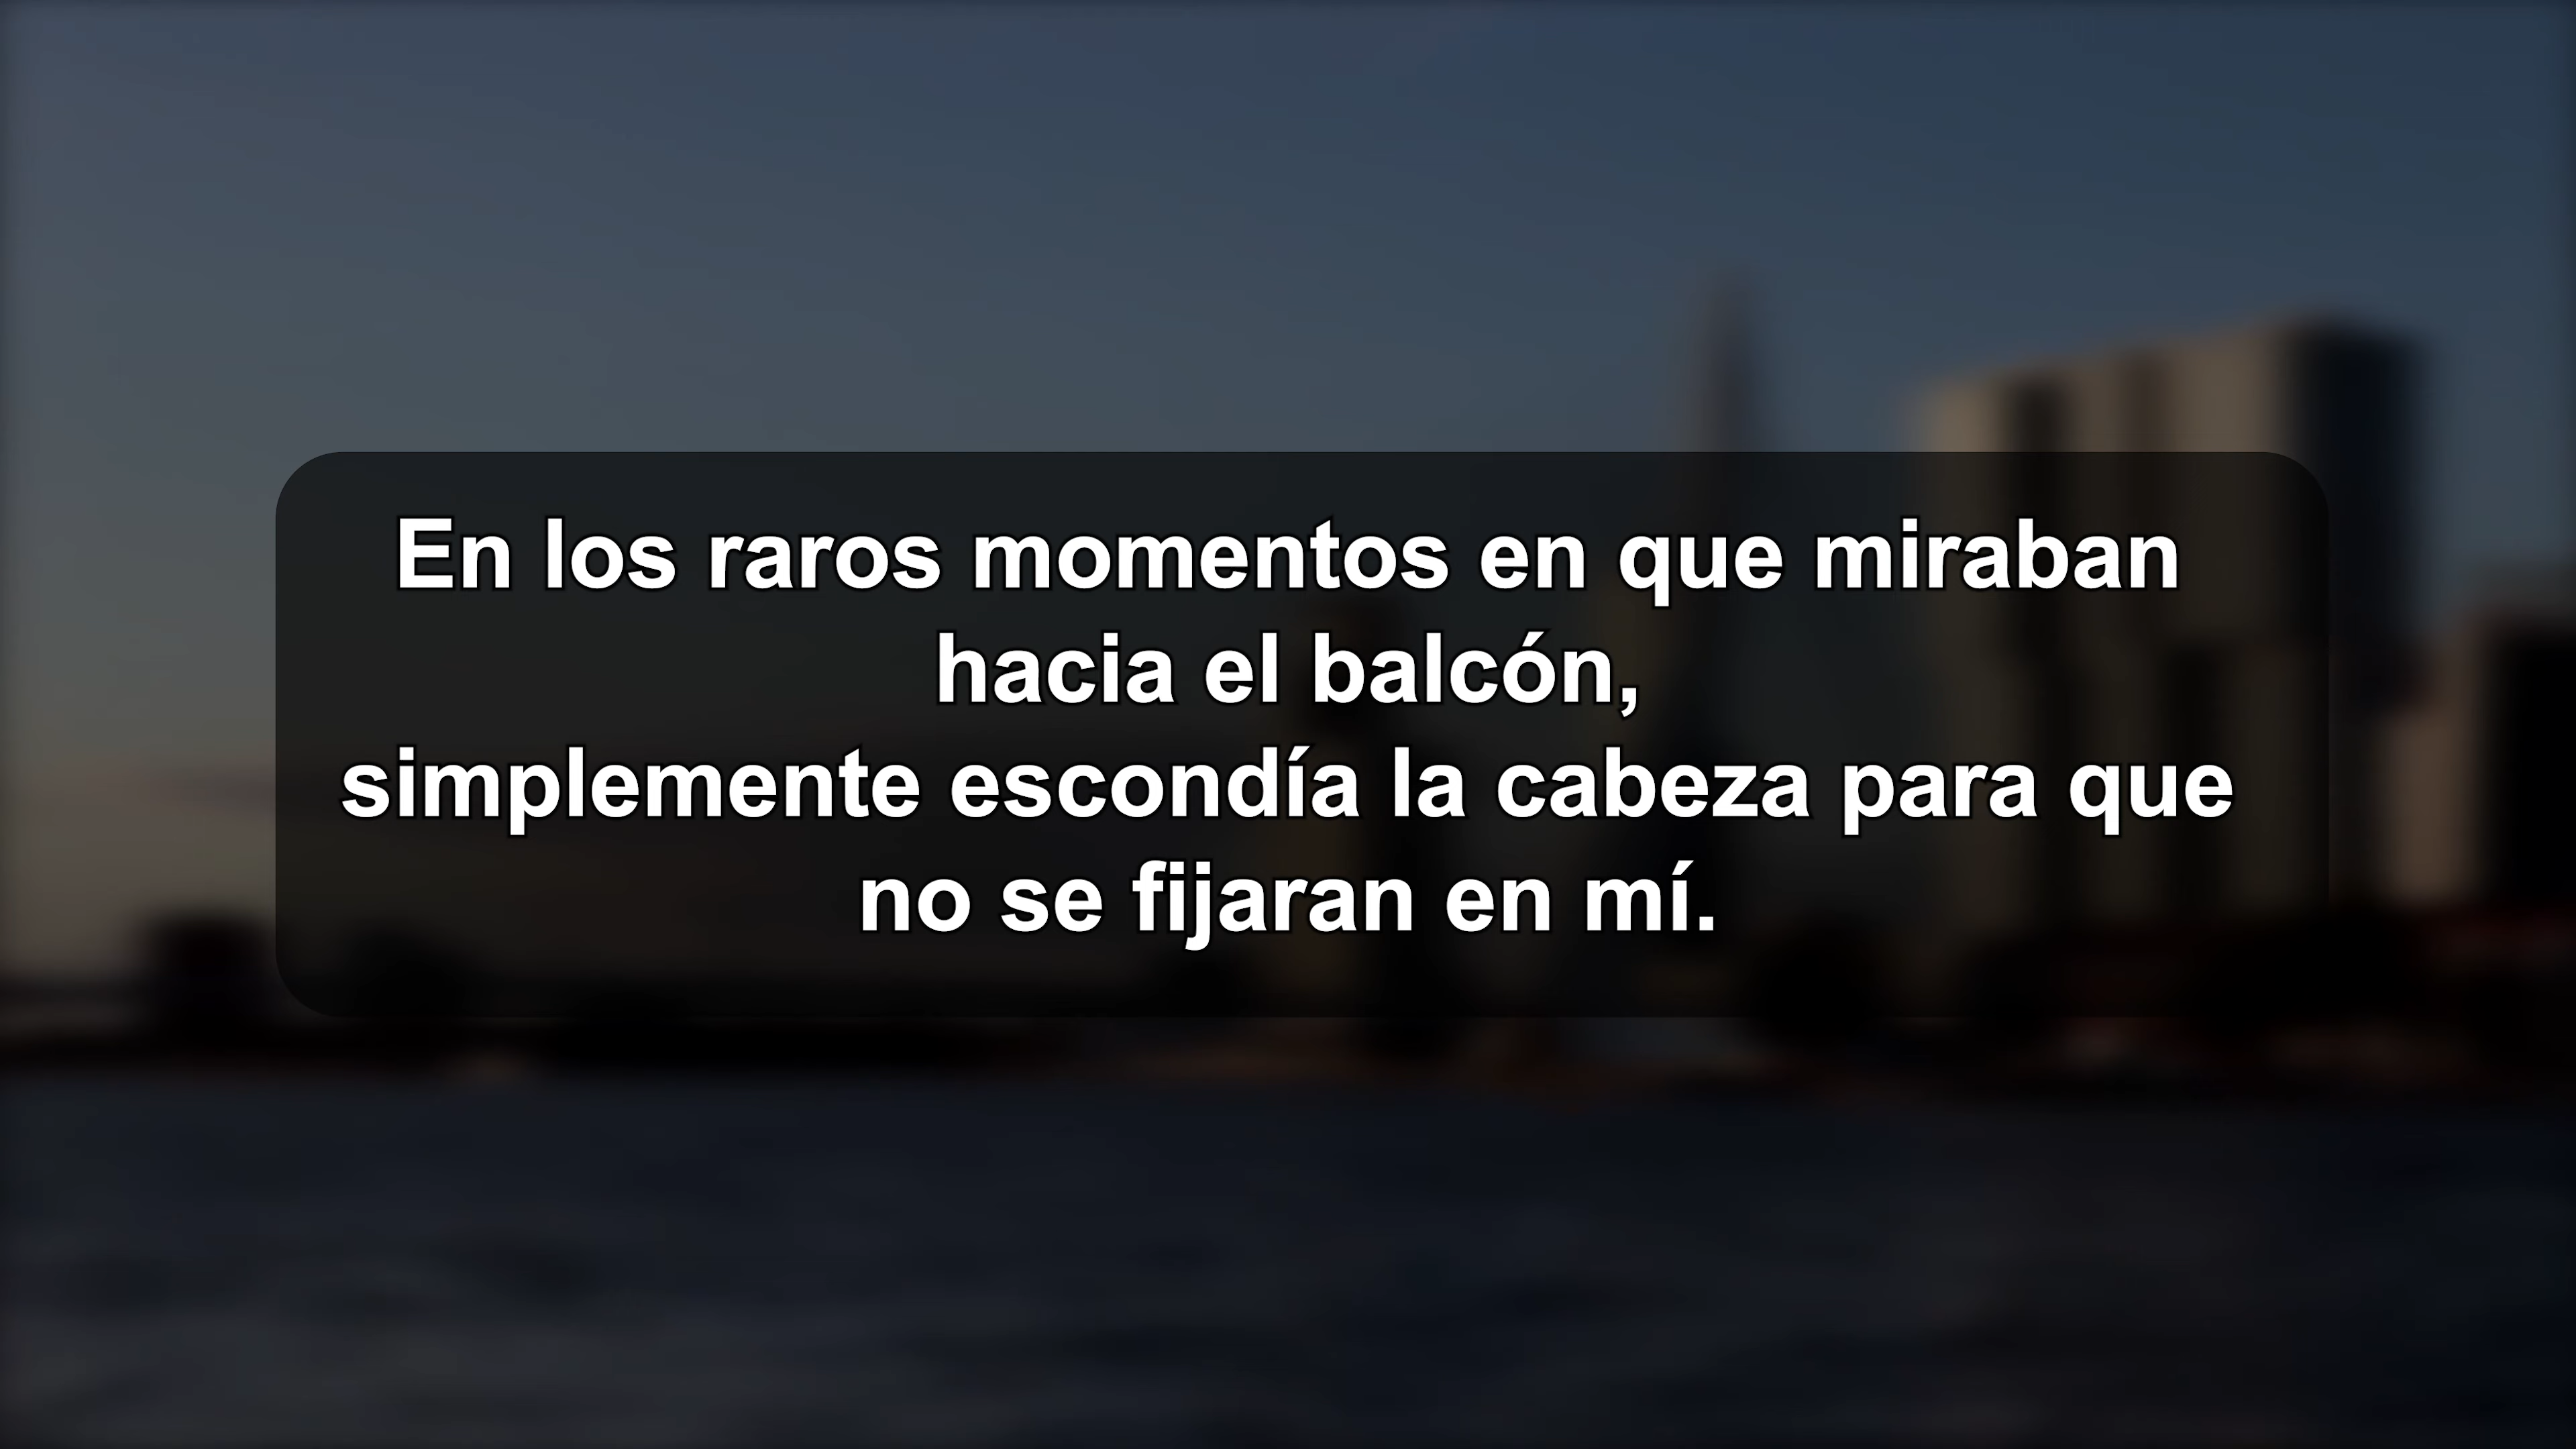 En los raros momentos en que miraban
hacia el balcón,
simplemente escondía la cabeza para que
no se fijaran en mí.